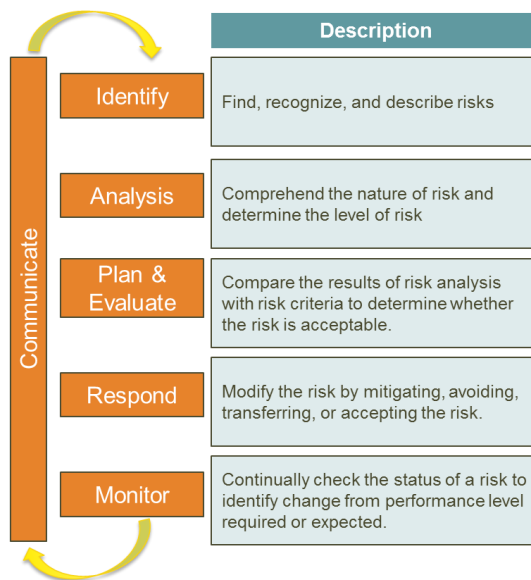 Description
Communicate
Identify
Find, recognize, and describe risks
Analysis
Comprehend the nature of risk and
determine the level of risk
Plan &
Evaluate
Compare the results of risk analysis
with risk criteria to determine whether
the risk is acceptable.
Respond
Modify the risk by mitigating, avoiding,
transferring, or accepting the risk.
Monitor
Continually check the status of a risk to
identify change from performance level
required or expected.